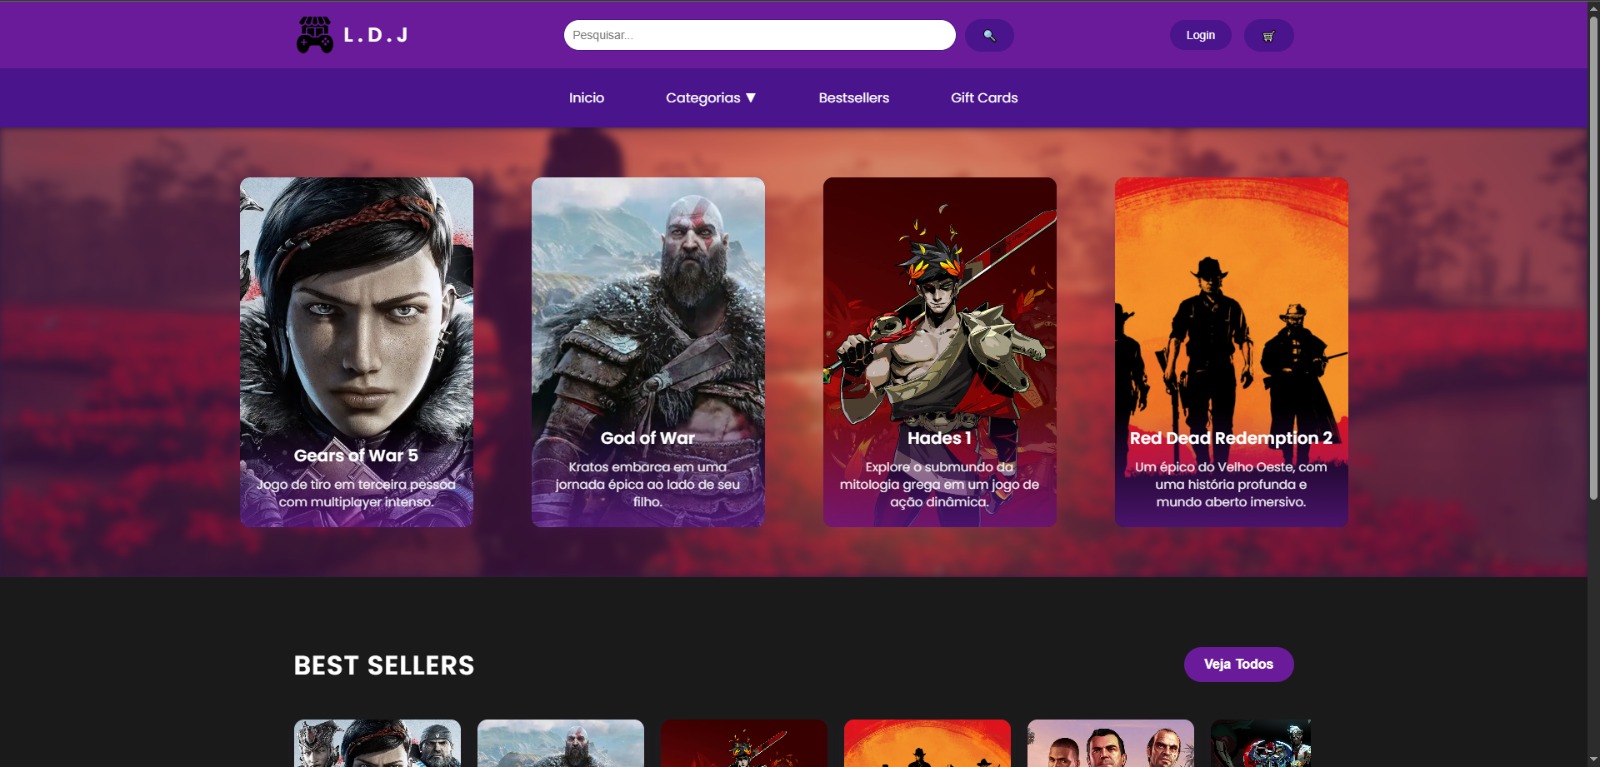 L.D.J
Pesquisar...
Login
Inicio
Categorias ▼
Bestsellers
Gift Cards
Gears of War 5
Jogo de tiro em terceira pessoa
com multiplayer intenso.
God of War
Kratos embarca em uma
jornada épica ao lado de seu
filho.
Hades 1
Explore o submundo da
mitologia grega em um jogo de
ação dinâmica.
Red Dead Redemption 2
Um épico do Velho Oeste, com
uma história profunda e
mundo aberto imersivo.
BEST SELLERS
Veja Todos